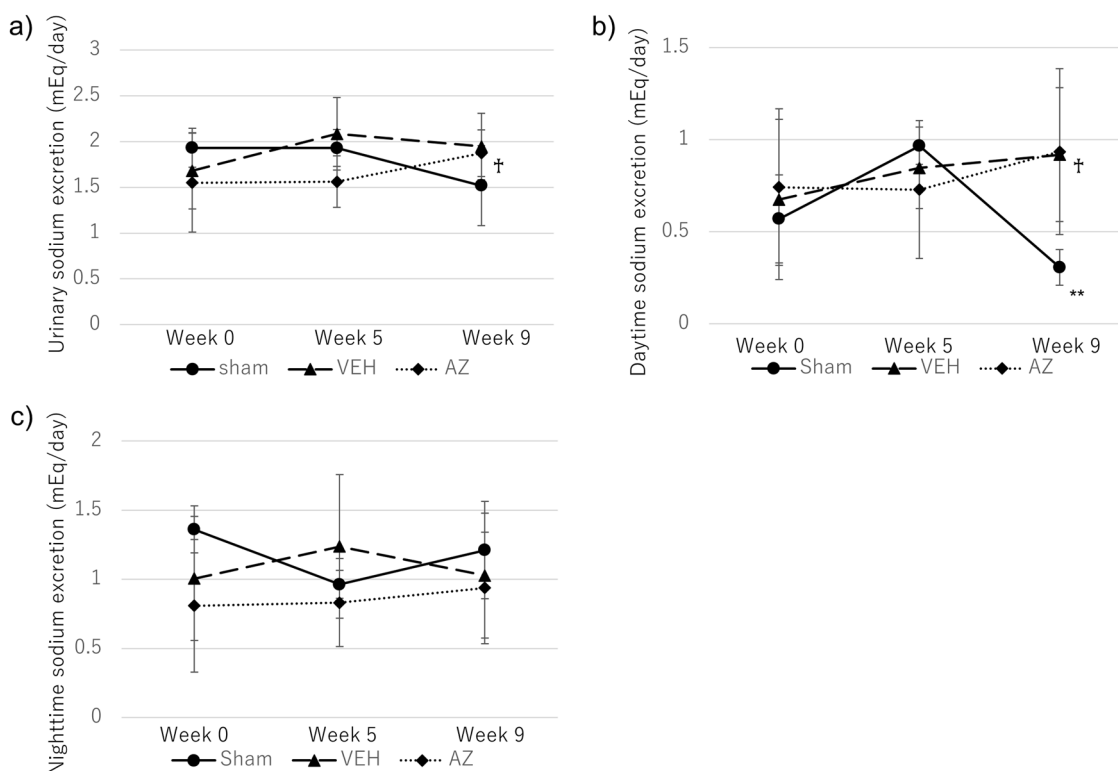 a)
Urinary sodium excretion (mEq/day)
3
2.5
2
1.5
1
0.5
0
†
Week 0 Week 5 Week 9
sham VEH AZ
b)
Daytime sodium excretion (mEq/day)
1.5
1
0.5
0
†
**
Week 0 Week 5 Week 9
Sham VEH AZ
c)
Nighttime sodium excretion (mEq/day)
2
1.5
1
0.5
0
Week 0 Week 5 Week 9
Sham VEH AZ